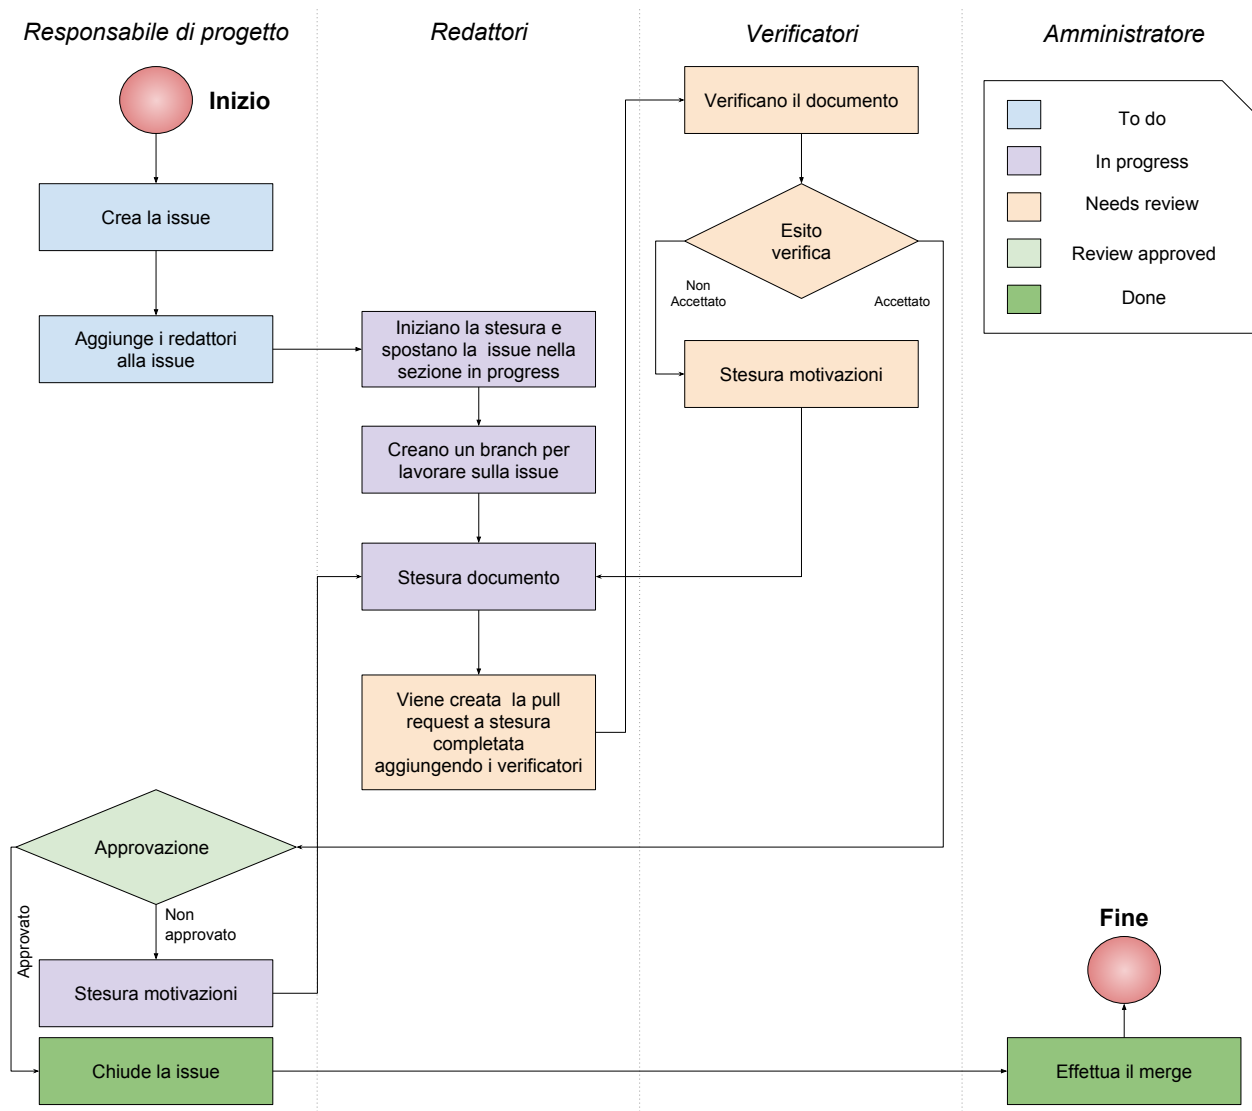 Responsabile di progetto
Redattori
Verificatori
Amministratore
Inizio
Verificano il documento
To do
In progress
Needs review
Review approved
Done
Crea la issue
Esito
verifica
Non
Accettato
Accettato
Aggiunge i redattori
alla issue
Iniziano la stesura e
spostano la issue nella
sezione in progress
Stesura motivazioni
Creano un branch per
lavorare sulla issue
Stesura documento
Viene creata la pull
request a stesura
completata
aggiungendo i verificatori
Approvazione
Approvato
Non
approvato
Fine
Stesura motivazioni
Chiude la issue
Effettua il merge